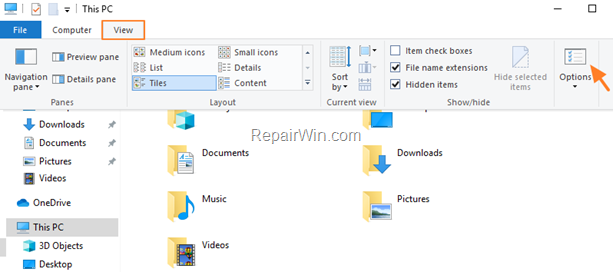 This PC
File Computer View
Navigation pane
Preview pane
Details pane
Panes
Medium icons Small icons
List Details
Tiles Content
Layout
Sort by
Current view
Item check boxes
File name extensions
Hidden items
Hide selected items
Show/hide
Options
Downloads
Documents
Pictures
Videos
OneDrive
This PC
3D Objects
Desktop
RepairWin.com
Documents Downloads
Music Pictures
Videos